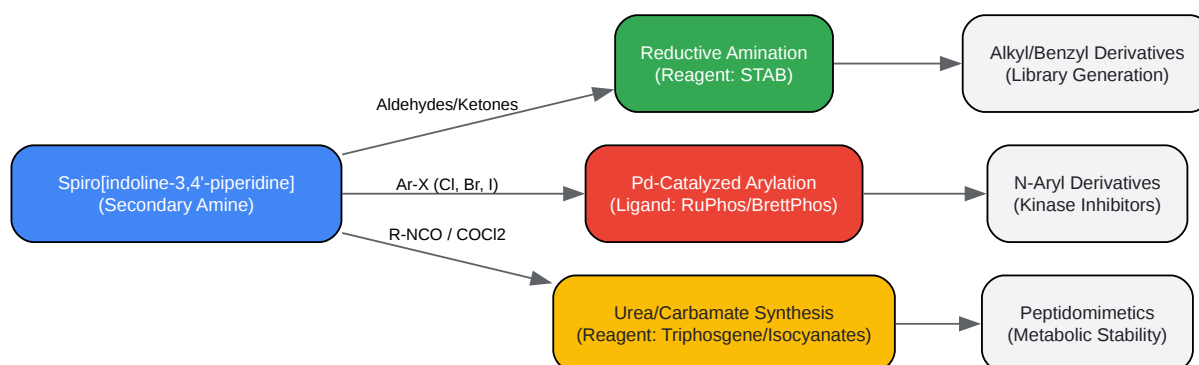 Spiro[indoline-3,4'-piperidine]
(Secondary Amine)
Aldehydes/Ketones
Reductive Amination
(Reagent: STAB)
Alkyl/Benzyl Derivatives
(Library Generation)
Ar-X (Cl, Br, I)
Pd-Catalyzed Arylation
(Ligand: RuPhos/BrettPhos)
N-Aryl Derivatives
(Kinase Inhibitors)
R-NCO / COCl2
Urea/Carbamate Synthesis
(Reagent: Triphosgene/Isocyanates)
Peptidomimetics
(Metabolic Stability)